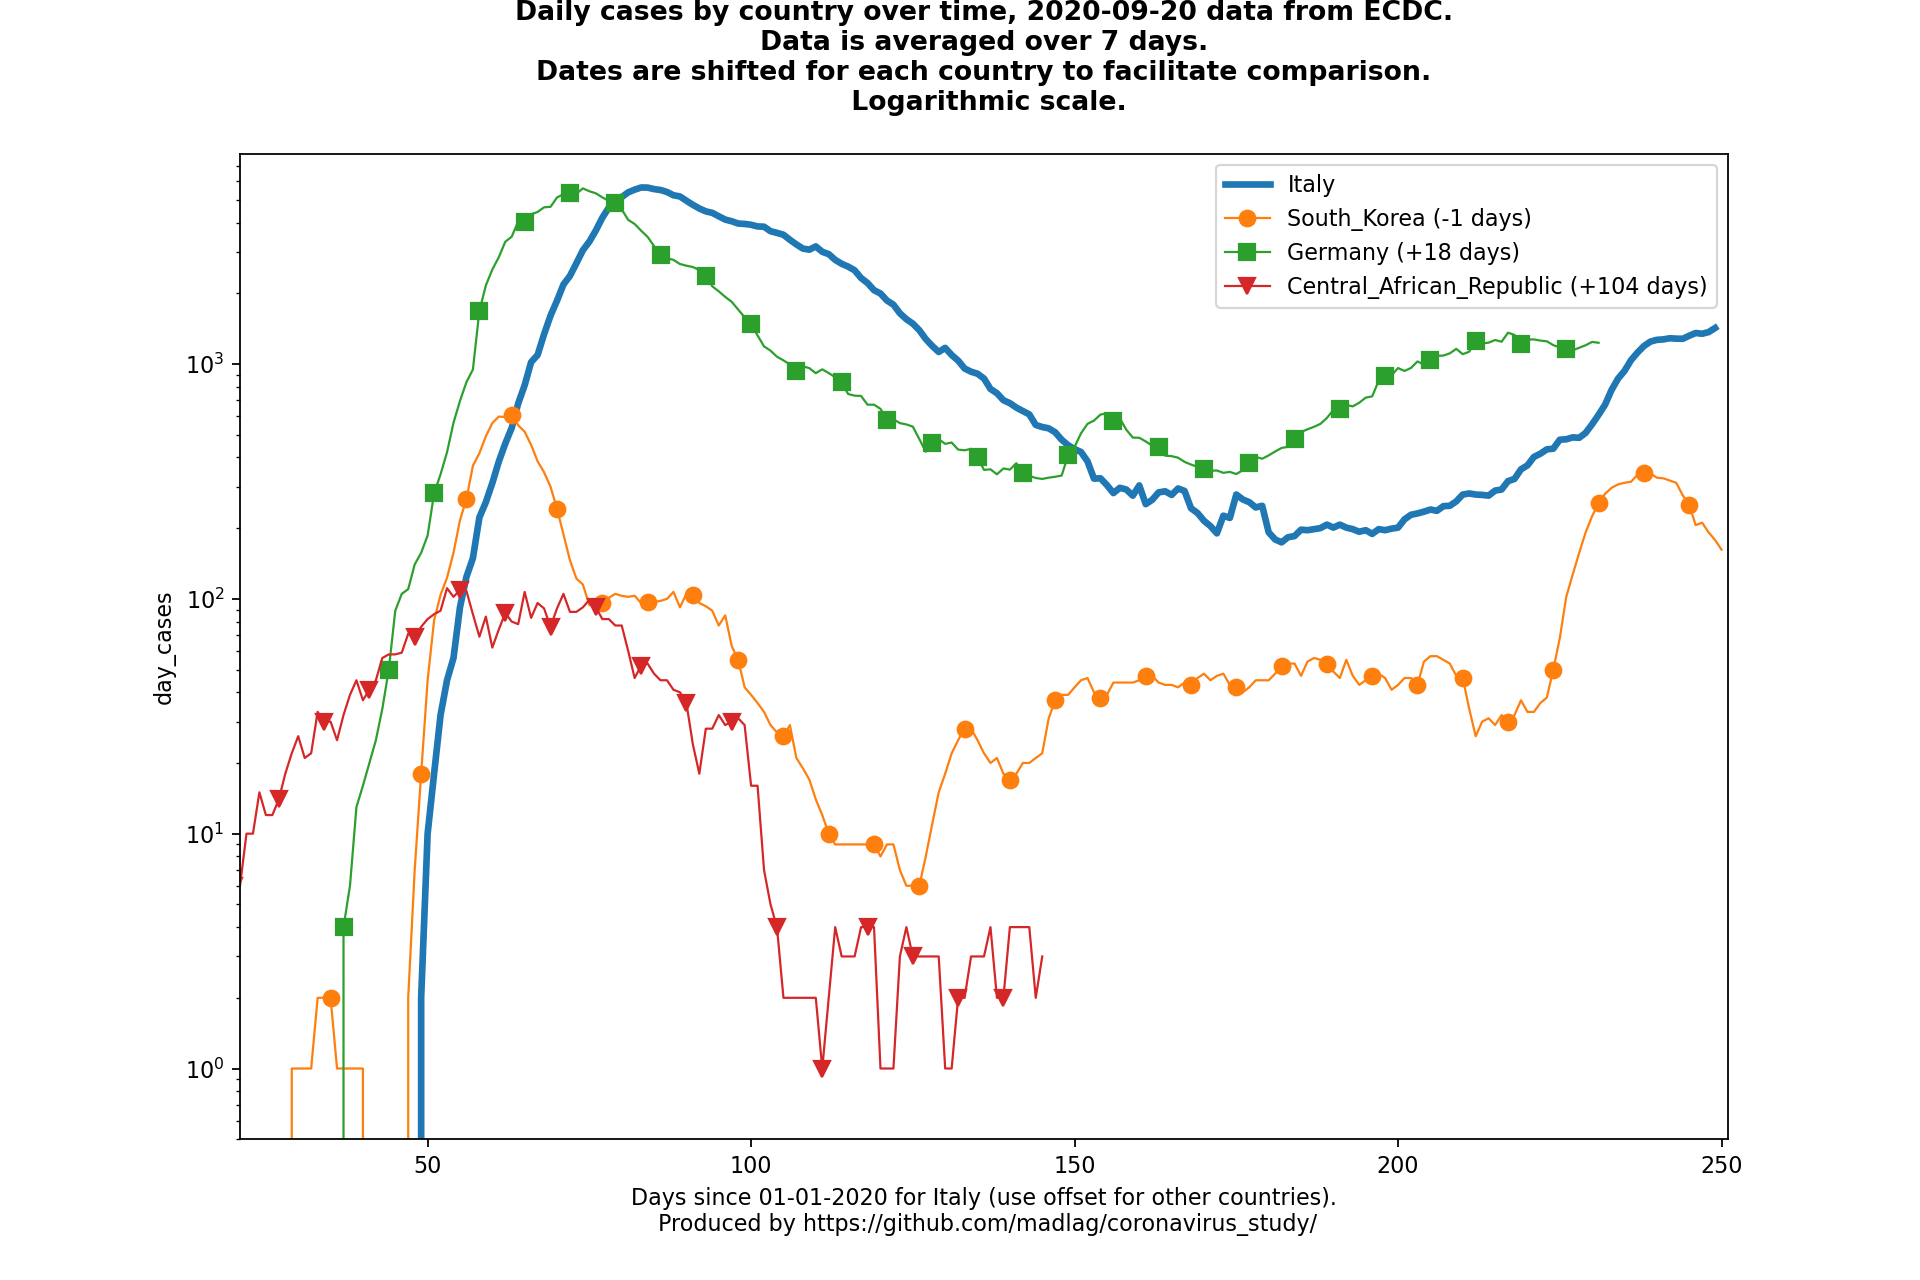 Daily cases by country over time, 2020-09-20 data from ECDC.
Data is averaged over 7 days.
Dates are shifted for each country to facilitate comparison.
Logarithmic scale.
Italy
South_Korea (-1 days)
Germany (+18 days)
Central_African_Republic (+104 days)
day_cases
10³
10²
10¹
10⁰
50 100 150 200 250
Days since 01-01-2020 for Italy (use offset for other countries).
Produced by https://github.com/madlag/coronavirus_study/